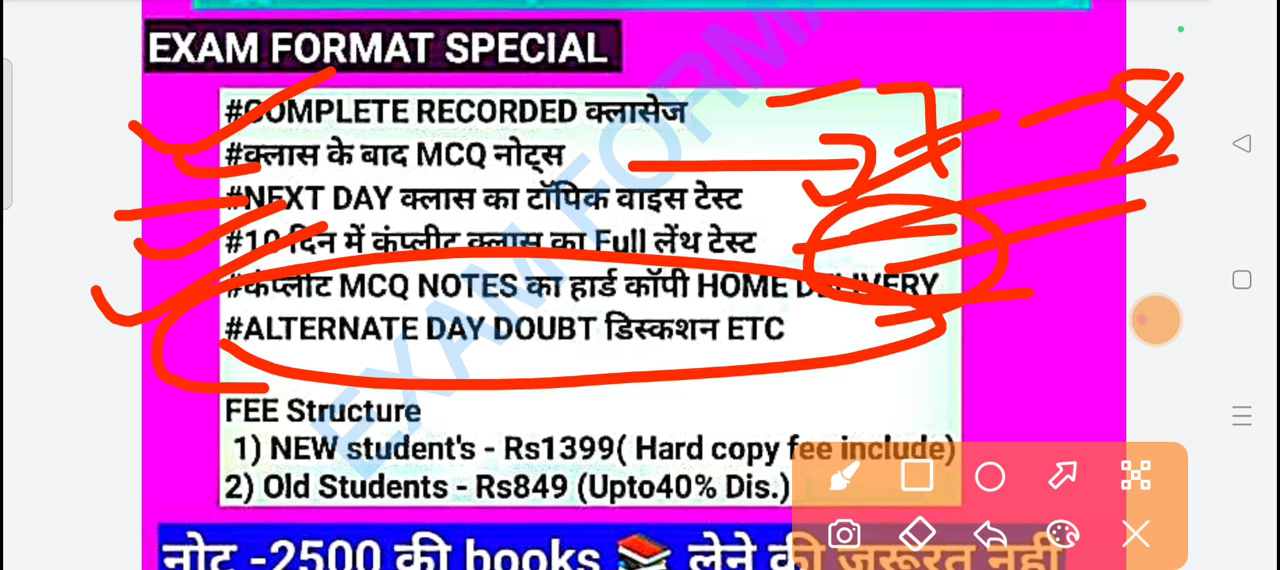 EXAM FORMAT SPECIAL
#COMPLETE RECORDED क्लासेज
#क्लास के बाद MCQ नोट्स
#NEXT DAY क्लास का टॉपिक वाइस टेस्ट
#10 दिन में कंप्लीट क्लास का Full लेंथ टेस्ट
#कंप्लीट MCQ NOTES का हार्ड कॉपी HOME DELIVERY
#ALTERNATE DAY DOUBT डिस्कशन ETC
FEE Structure
1) NEW student's - Rs1399( Hard copy fee include)
2) Old Students - Rs849 (Upto40% Dis.)
नोट -2500 की books 📚 लेने की जरूरत नही
EXAM FORMA